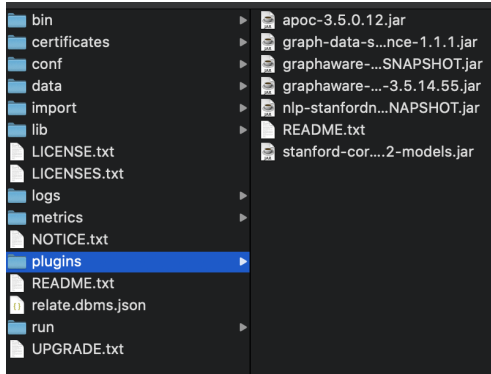 bin
certificates
conf
data
import
lib
LICENSE.txt
LICENSES.txt
logs
metrics
NOTICE.txt
plugins
README.txt
relate.dbms.json
run
UPGRADE.txt
apoc-3.5.0.12.jar
graph-data-s...nce-1.1.1.jar
graphaware-...SNAPSHOT.jar
graphaware-...-3.5.14.55.jar
nlp-stanfordn...NAPSHOT.jar
README.txt
stanford-cor....2-models.jar